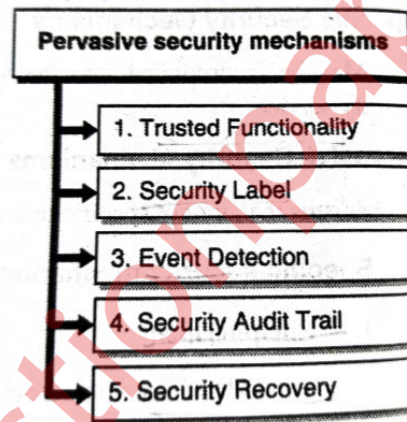 Pervasive security mechanisms
1. Trusted Functionality
2. Security Label
3. Event Detection
4. Security Audit Trail
5. Security Recovery